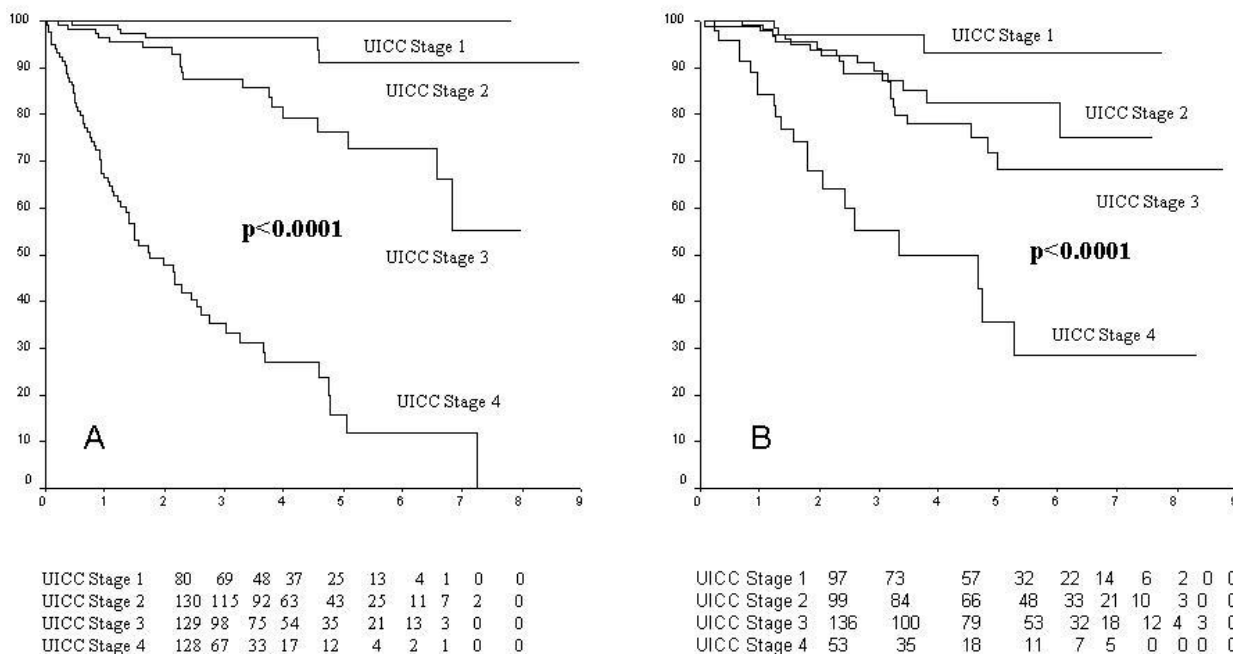 100
90
80
70
60
50
40
30
20
10
0
0 1 2 3 4 5 6 7 8 9
UICC Stage 1
UICC Stage 2
UICC Stage 3
UICC Stage 4
p<0.0001
A
UICC Stage 1 80 69 48 37 25 13 4 1 0 0
UICC Stage 2 130 115 92 63 43 25 11 7 2 0
UICC Stage 3 129 98 75 54 35 21 13 3 0 0
UICC Stage 4 128 67 33 17 12 4 2 1 0 0
100
90
80
70
60
50
40
30
20
10
0
0 1 2 3 4 5 6 7 8 9
UICC Stage 1
UICC Stage 2
UICC Stage 3
p<0.0001
UICC Stage 4
B
UICC Stage 1 97 73 57 32 22 14 6 2 0 0
UICC Stage 2 99 84 66 48 33 21 10 3 0 0
UICC Stage 3 136 100 79 53 32 18 12 4 3 0
UICC Stage 4 53 35 18 11 7 5 0 0 0 0